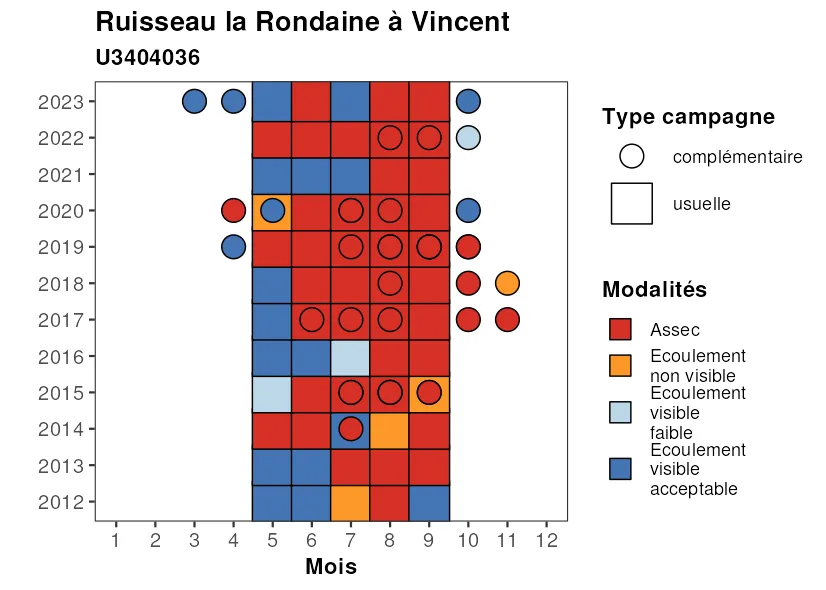 Ruisseau la Rondaine à Vincent
U3404036
2023
2022
2021
2020
2019
2018
2017
2016
2015
2014
2013
2012
1 2 3 4 5 6 7 8 9 10 11 12
Mois
Type campagne
complémentaire
usuelle
Modalités
Assec
Ecoulement
non visible
Ecoulement
visible
faible
Ecoulement
visible
acceptable